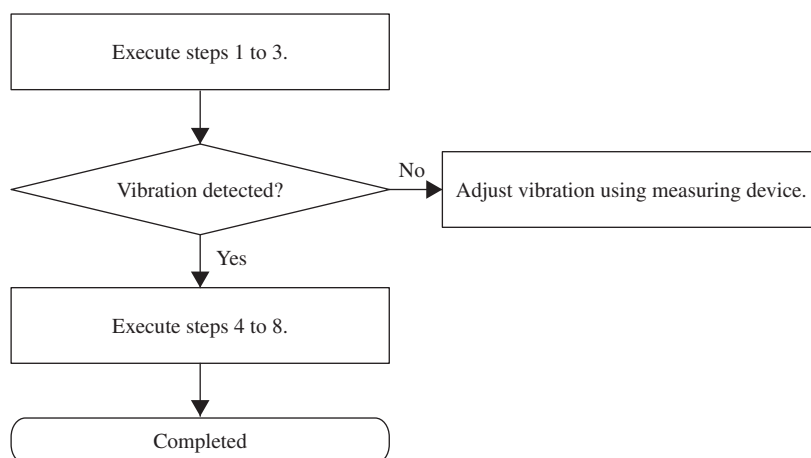 Execute steps 1 to 3.
Vibration detected?
No
Adjust vibration using measuring device.
Yes
Execute steps 4 to 8.
Completed